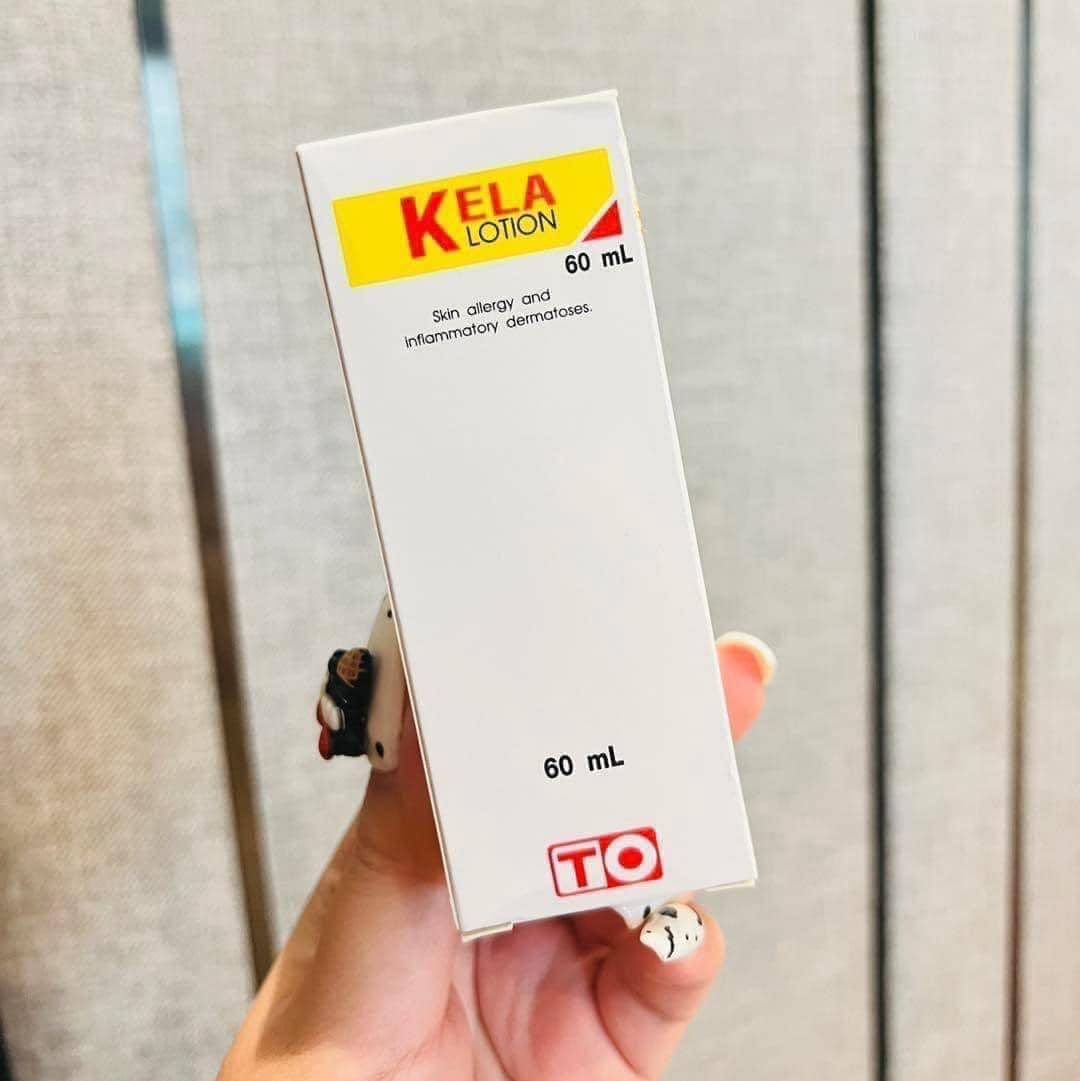 KELA
LOTION
60 mL
Skin allergy and
inflammatory dermatoses.
60 mL
TO